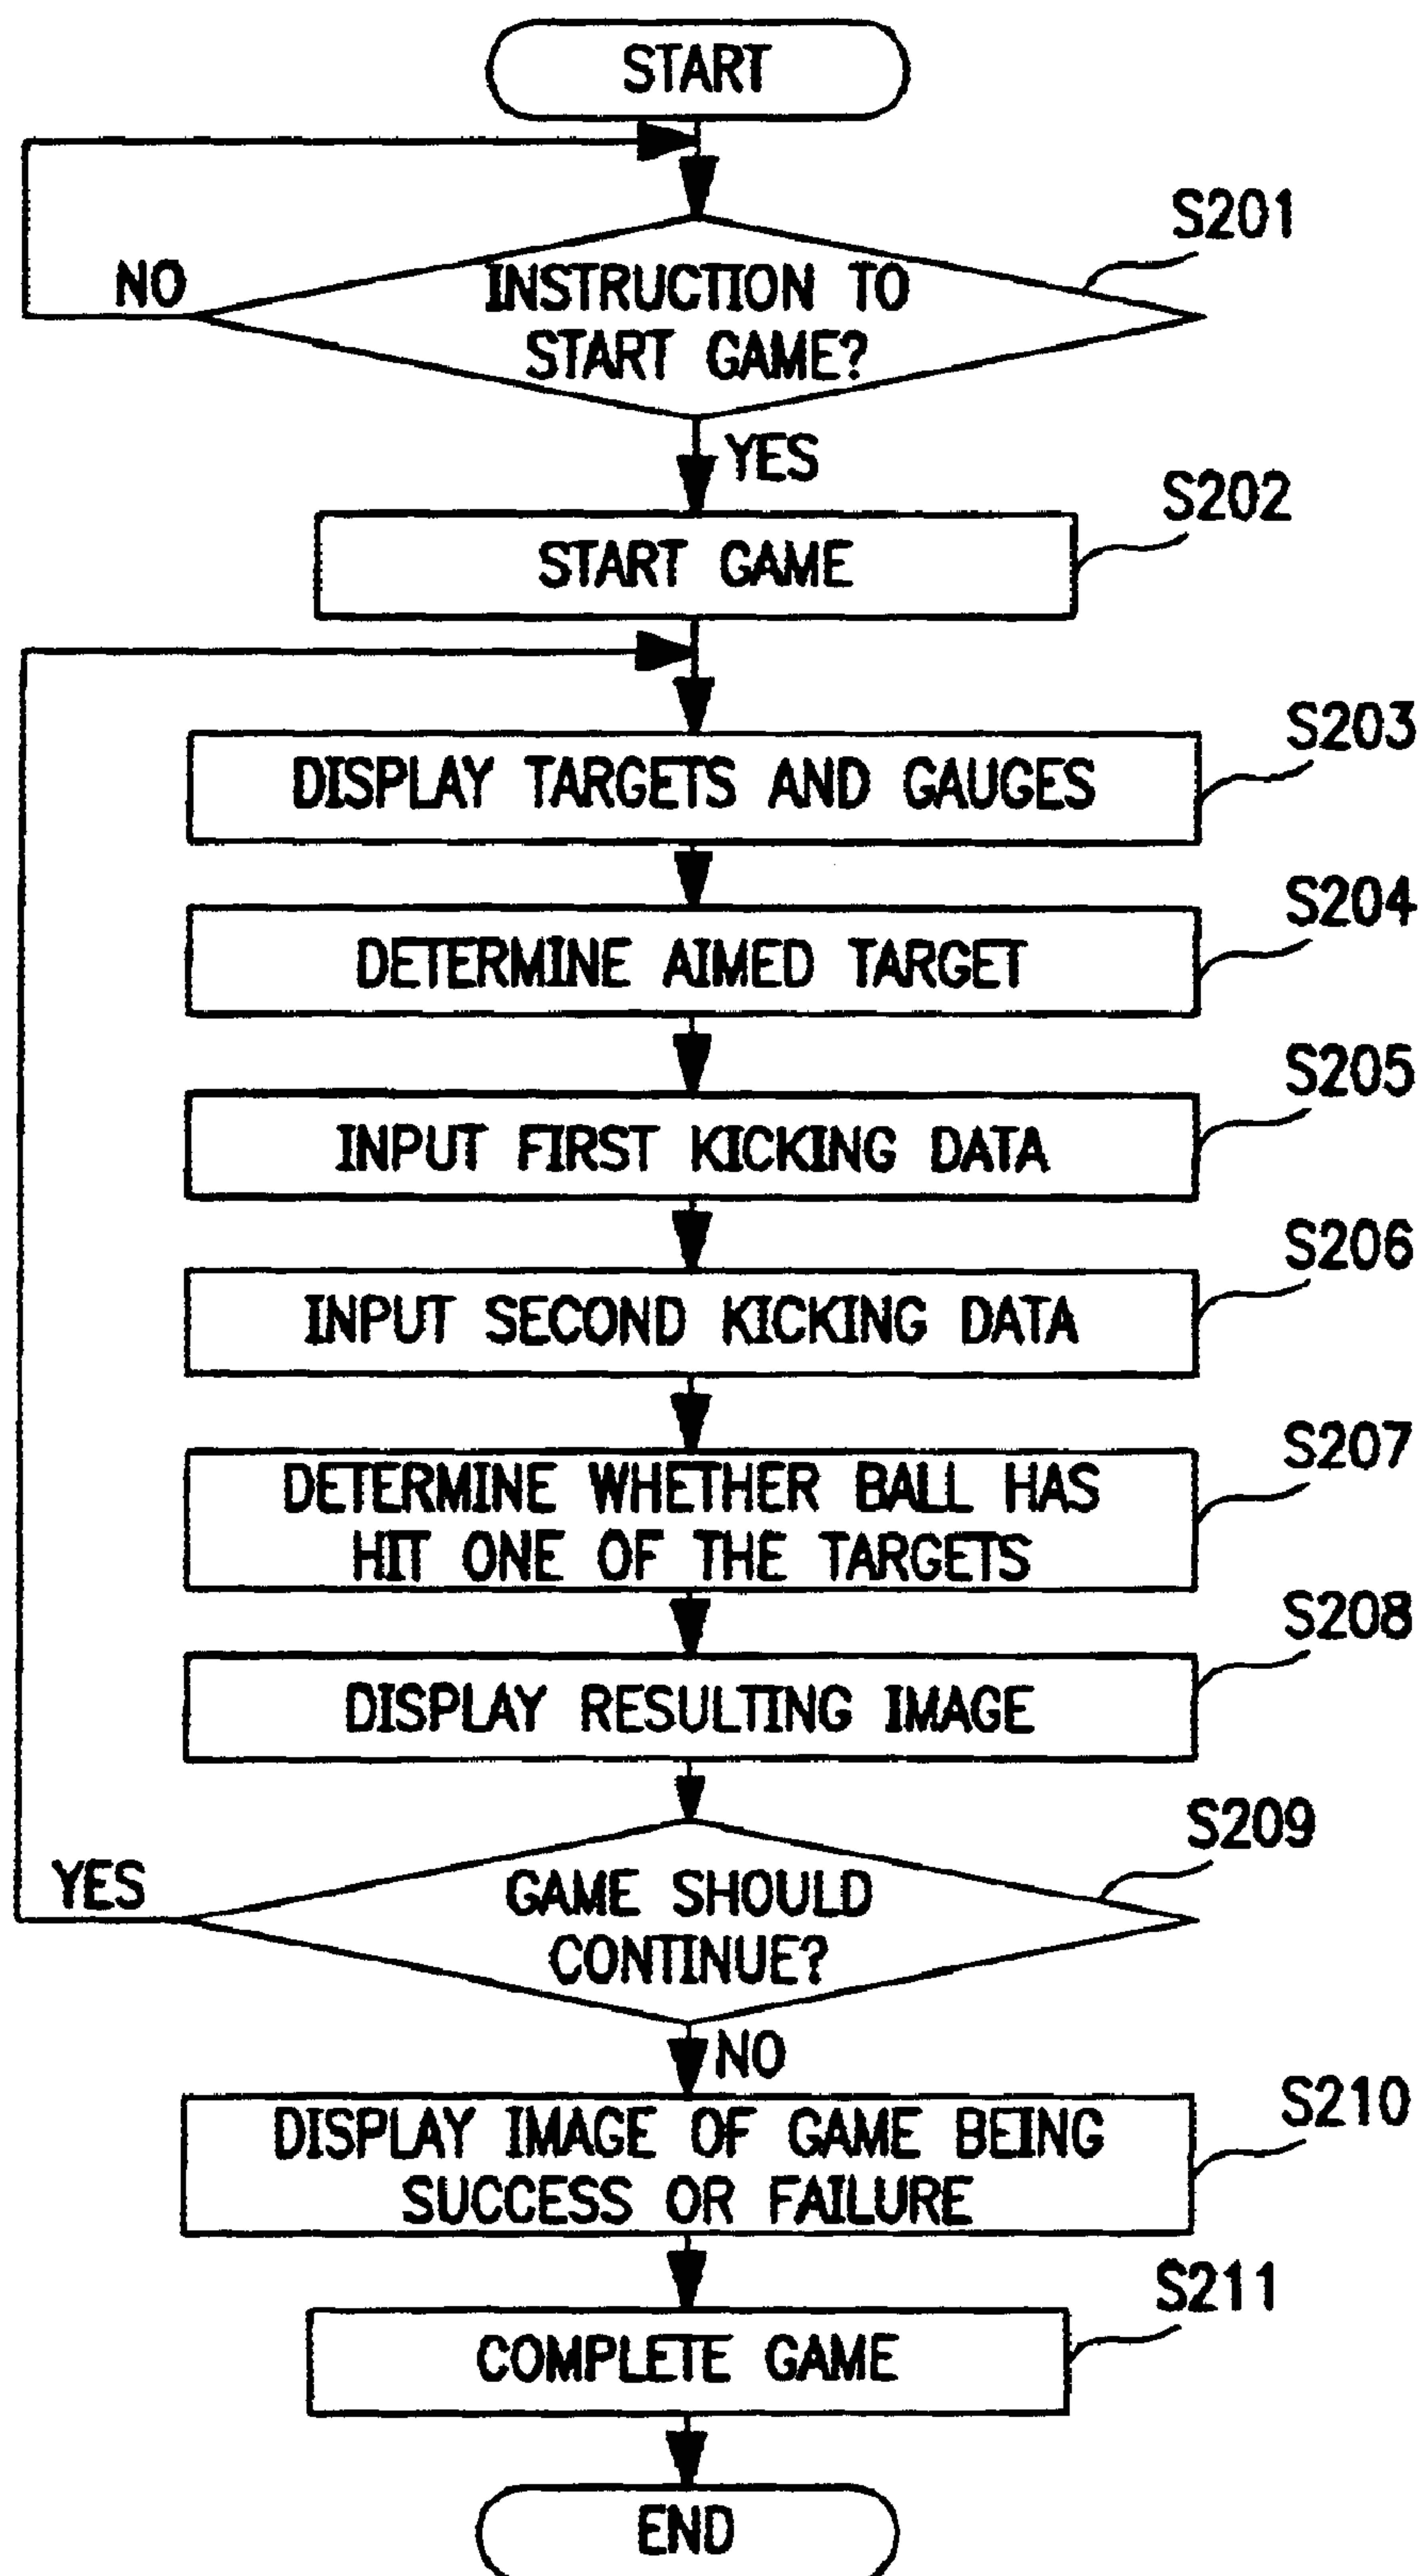 START
S201
NO
INSTRUCTION TO
START GAME?
YES
S202
START GAME
S203
DISPLAY TARGETS AND GAUGES
S204
DETERMINE AIMED TARGET
S205
INPUT FIRST KICKING DATA
S206
INPUT SECOND KICKING DATA
S207
DETERMINE WHETHER BALL HAS
HIT ONE OF THE TARGETS
S208
DISPLAY RESULTING IMAGE
S209
YES
GAME SHOULD
CONTINUE?
NO
S210
DISPLAY IMAGE OF GAME BEING
SUCCESS OR FAILURE
S211
COMPLETE GAME
END